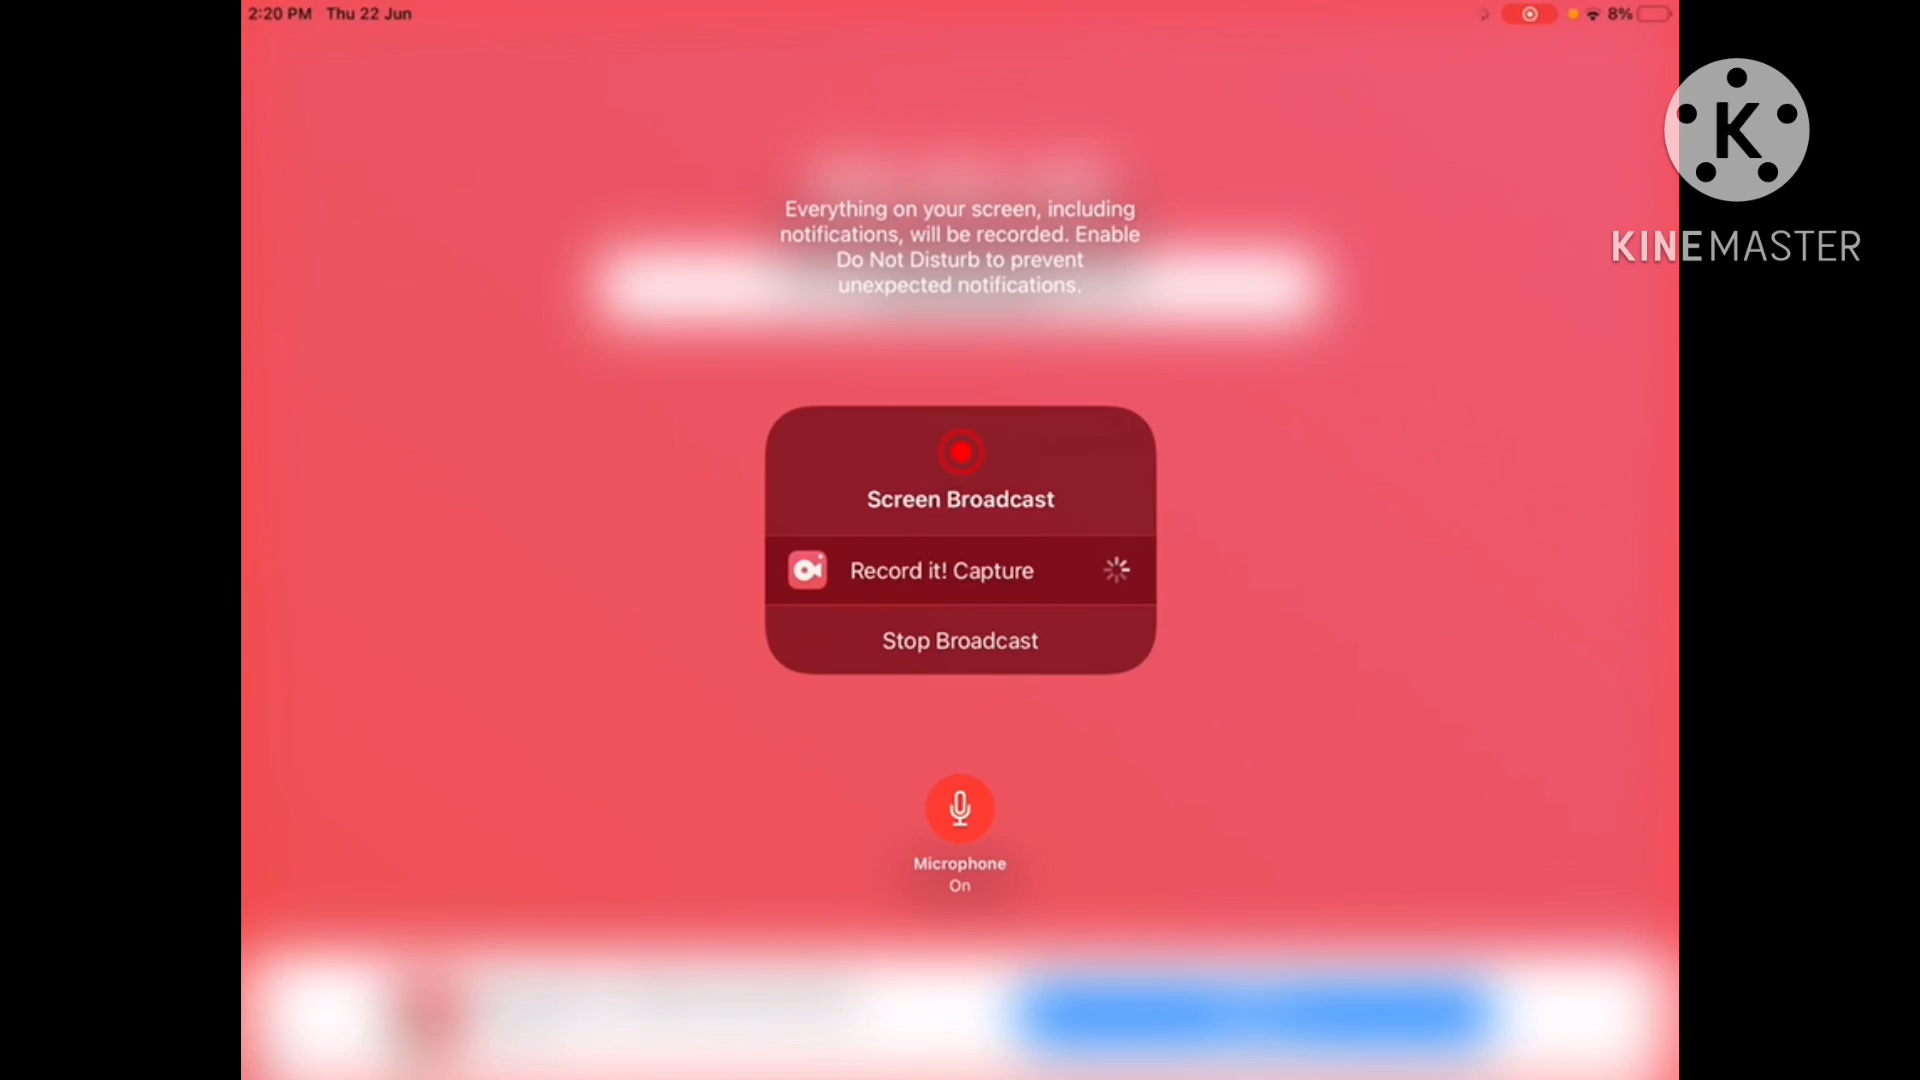 2:20 PM Thu 22 Jun
8%
K
KINEMASTER
Everything on your screen, including
notifications, will be recorded. Enable
Do Not Disturb to prevent
unexpected notifications.
Screen Broadcast
Record it! Capture
Stop Broadcast
Microphone
On